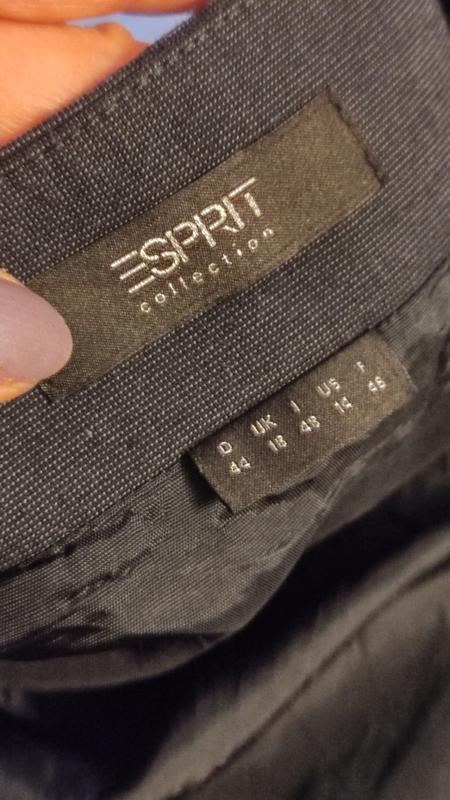 ESPRIT
collection
D UK I US F
44 18 48 14 46